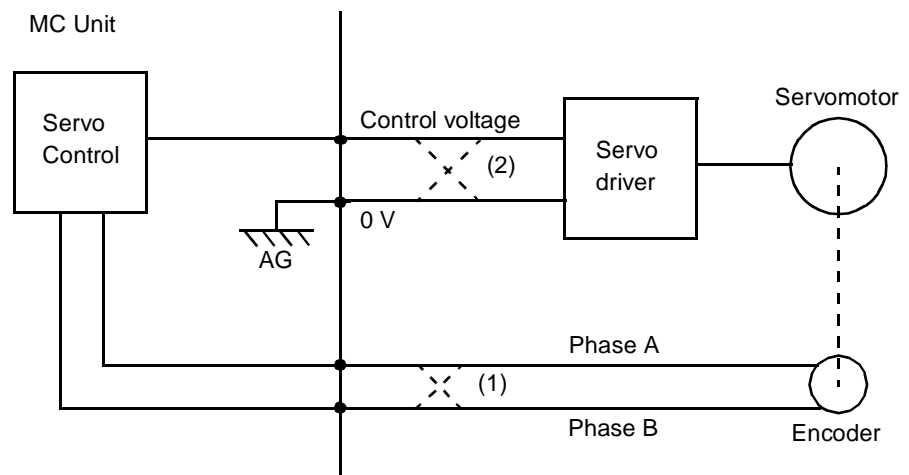 MC Unit
Servo
Control
Control voltage
(2)
0 V
AG
Servo
driver
Servomotor
Phase A
(1)
Phase B
Encoder